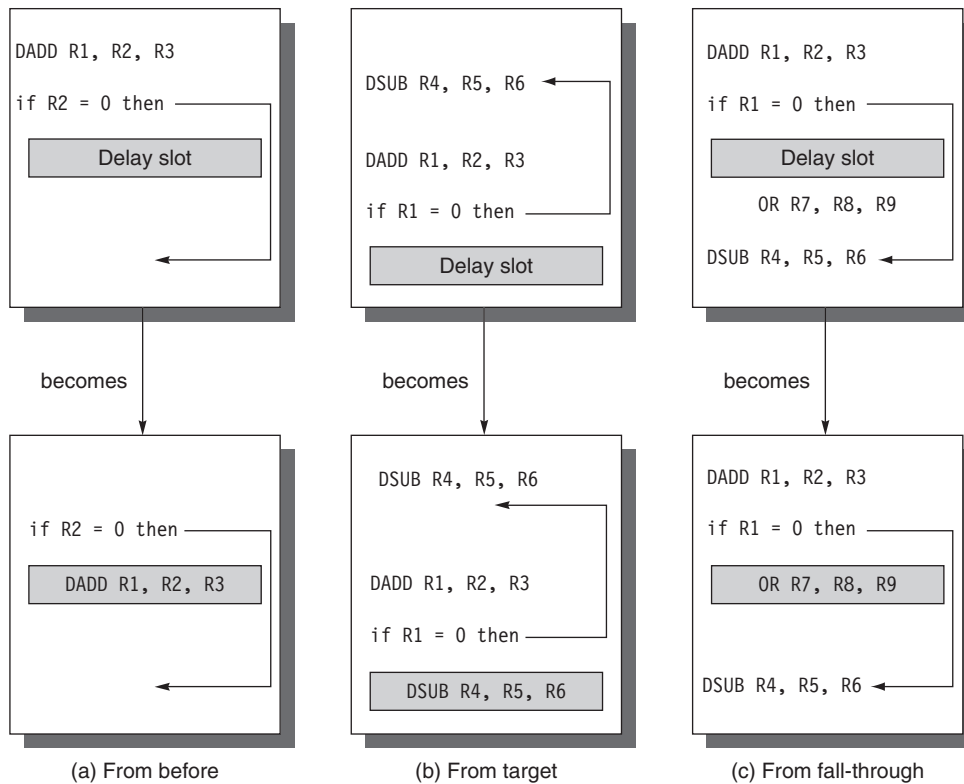 DADD R1, R2, R3
if R2 = 0 then
Delay slot
becomes
if R2 = 0 then
DADD R1, R2, R3
(a) From before
DSUB R4, R5, R6
DADD R1, R2, R3
if R1 = 0 then
Delay slot
becomes
DSUB R4, R5, R6
DADD R1, R2, R3
if R1 = 0 then
DSUB R4, R5, R6
(b) From target
DADD R1, R2, R3
if R1 = 0 then
Delay slot
OR R7, R8, R9
DSUB R4, R5, R6
becomes
DADD R1, R2, R3
if R1 = 0 then
OR R7, R8, R9
DSUB R4, R5, R6
(c) From fall-through